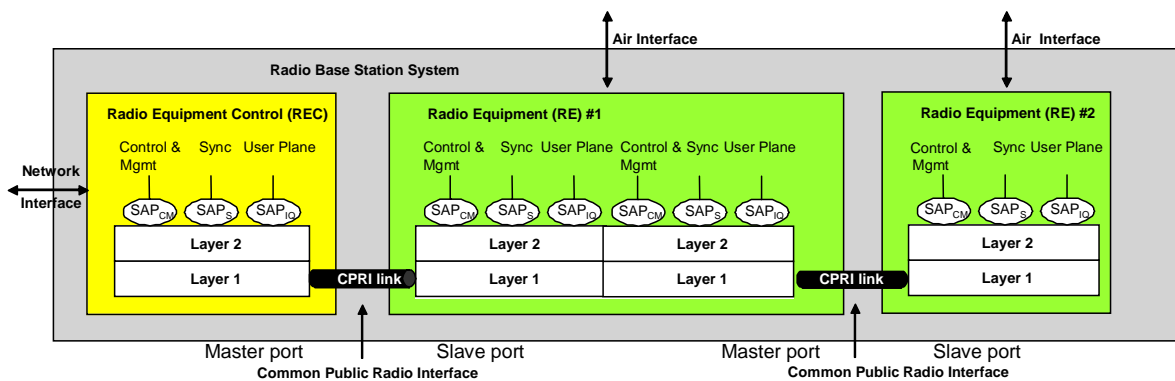 Air Interface
Air Interface
Radio Base Station System
Radio Equipment Control (REC)
Radio Equipment (RE) #1
Radio Equipment (RE) #2
Control & Mgmt
Sync
User Plane
Control & Mgmt
Sync
User Plane
Control & Mgmt
Sync
User Plane
Control & Mgmt
Sync
User Plane
Network Interface
SAPCM
SAPS
SAPIQ
SAPCM
SAPS
SAPIQ
SAPCM
SAPS
SAPIQ
SAPCM
SAPS
SAPIQ
Layer 2
Layer 2
Layer 2
Layer 2
Layer 1
CPRI link
Layer 1
Layer 1
CPRI link
Layer 1
Master port
Slave port
Master port
Slave port
Common Public Radio Interface
Common Public Radio Interface